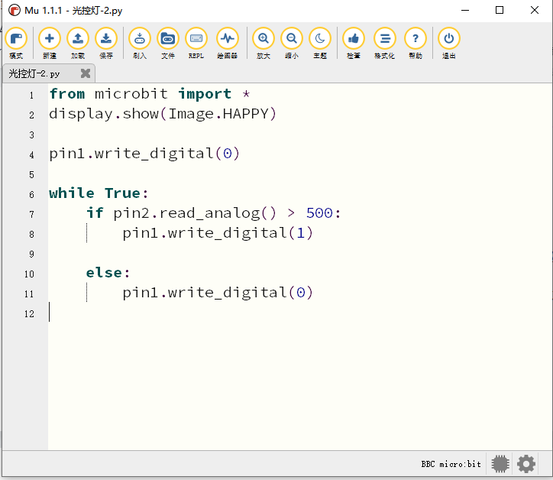 Mu 1.1.1 - 光控灯-2.py
模式 新建 加载 保存 刷入 文件 REPL 绘图器 放大 缩小 主题 检查 格式化 帮助 退出
光控灯-2.py
1 from microbit import *
2 display.show(Image.HAPPY)
3
4 pin1.write_digital(0)
5
6 while True:
7 if pin2.read_analog() > 500:
8 pin1.write_digital(1)
9
10 else:
11 pin1.write_digital(0)
12
BBC micro:bit